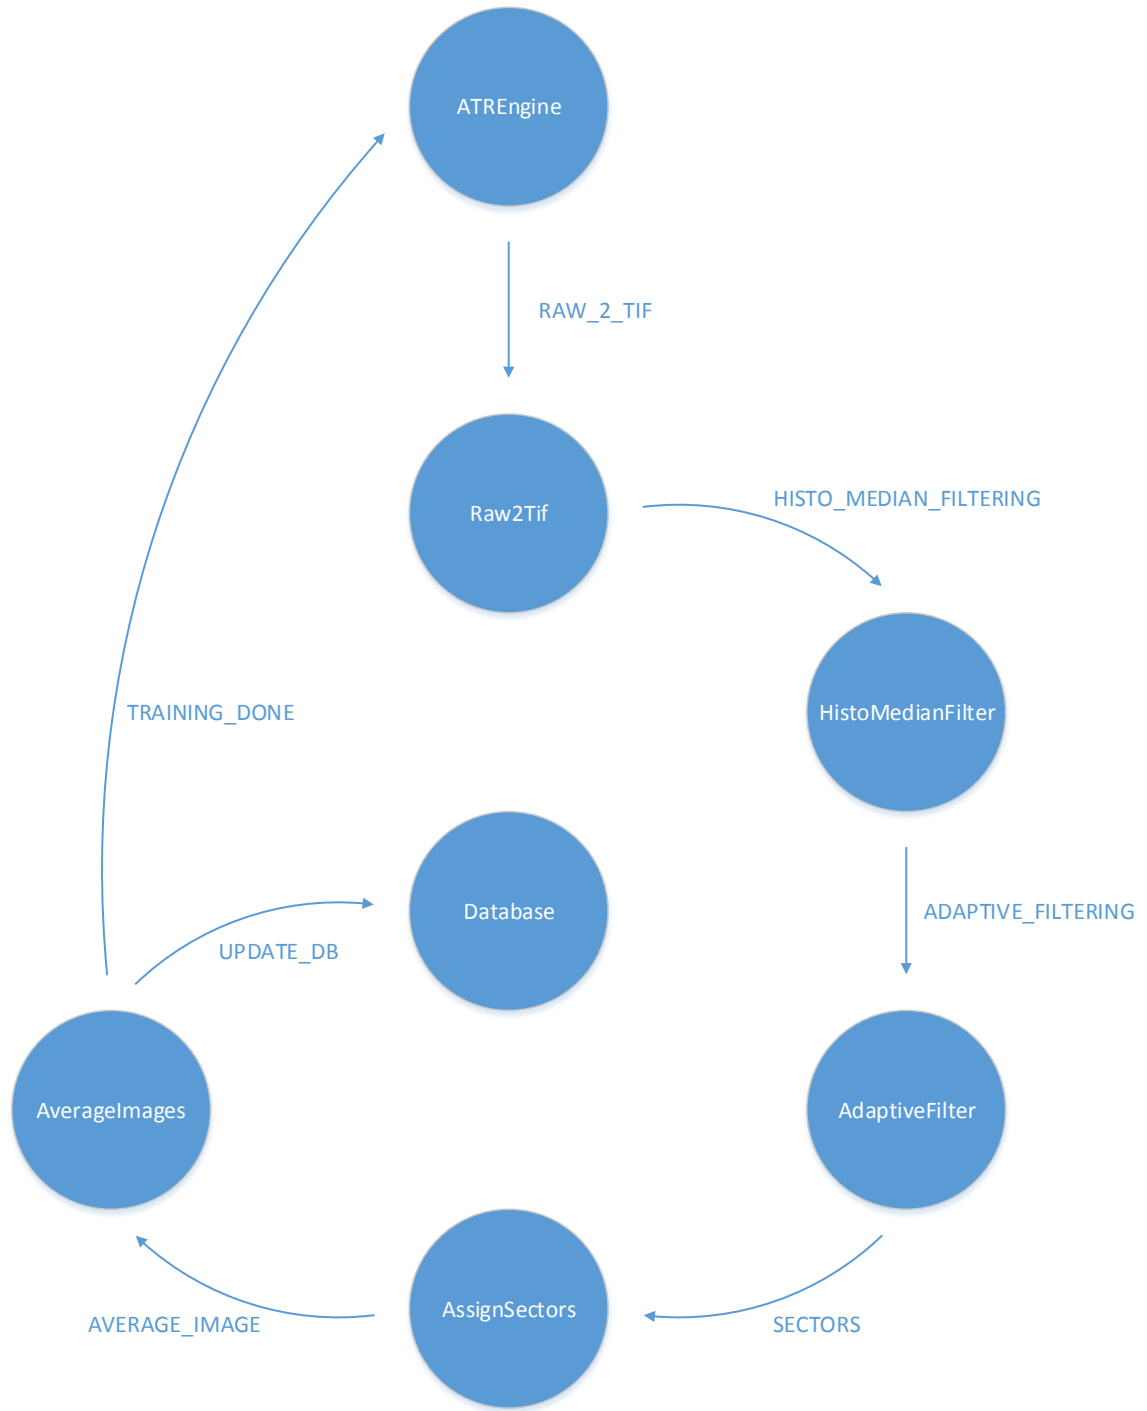 ATREngine
RAW_2_TIF
Raw2Tif
HISTO_MEDIAN_FILTERING
HistoMedianFilter
TRAINING_DONE
Database
ADAPTIVE_FILTERING
UPDATE_DB
AverageImages
AdaptiveFilter
AssignSectors
AVERAGE_IMAGE
SECTORS